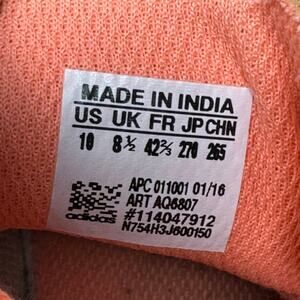 MADE IN INDIA
US UK FR JP CHN
10 8½ 42⅔ 270 265
APC 011001 01/16
ART AQ6807
#114047912
adidas N754H3J600150